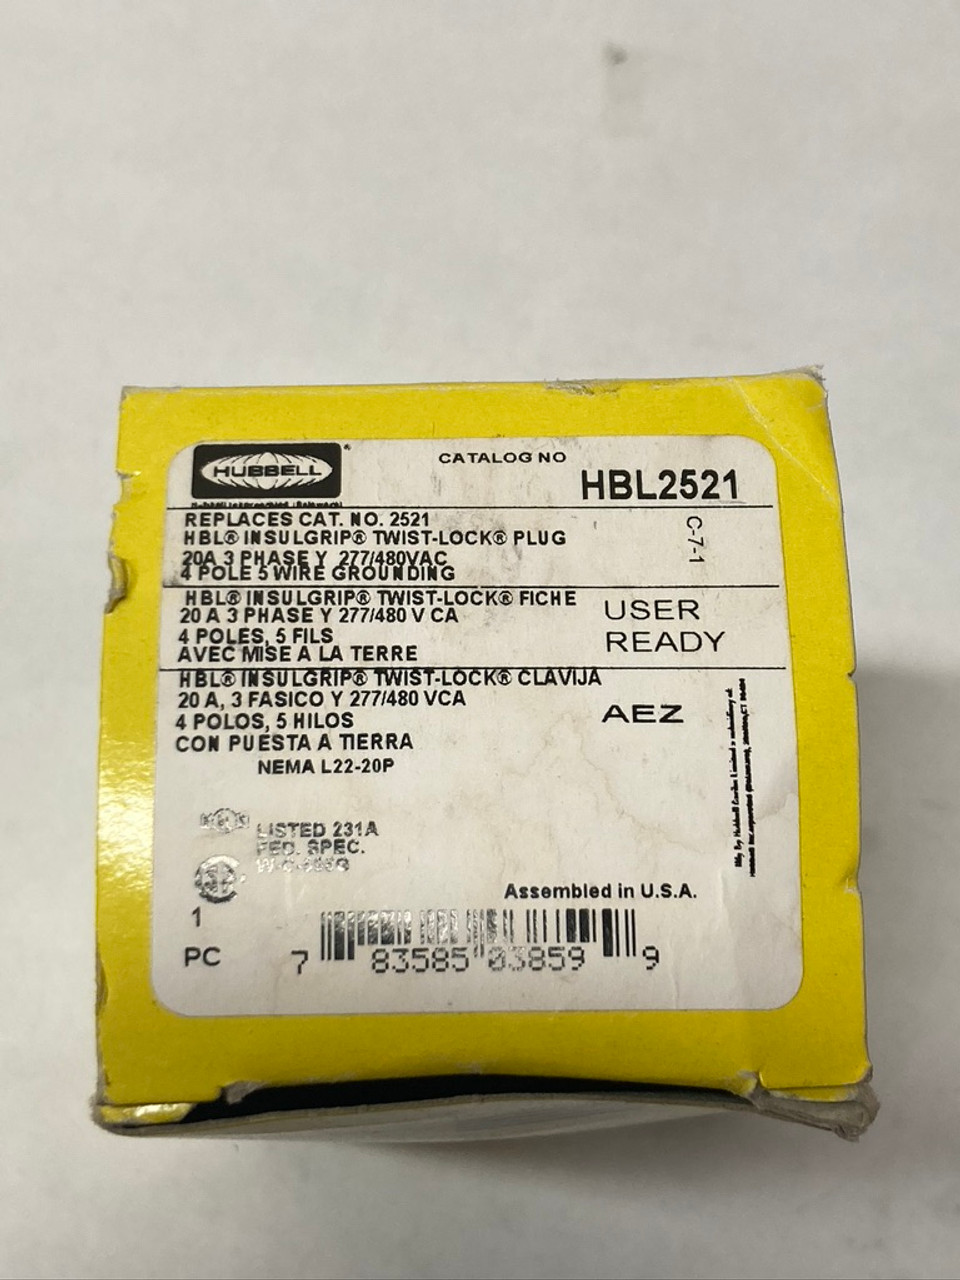 HUBBELL®
CATALOG NO
HBL2521
REPLACES CAT. NO. 2521
HBL® INSULGRIP® TWIST-LOCK® PLUG
20A 3 PHASE Y 277/480VAC
4 POLE 5 WIRE GROUNDING
C-7-1
HBL® INSULGRIP® TWIST-LOCK® FICHE
20 A 3 PHASE Y 277/480 V CA
4 POLES, 5 FILS
AVEC MISE A LA TERRE
USER
READY
HBL® INSULGRIP® TWIST-LOCK® CLAVIJA
20 A, 3 FASICO Y 277/480 VCA
4 POLOS, 5 HILOS
CON PUESTA A TIERRA
AEZ
NEMA L22-20P
LISTED 231A
FED. SPEC.
Assembled in U.S.A.
1
PC
7 83585 03859 9